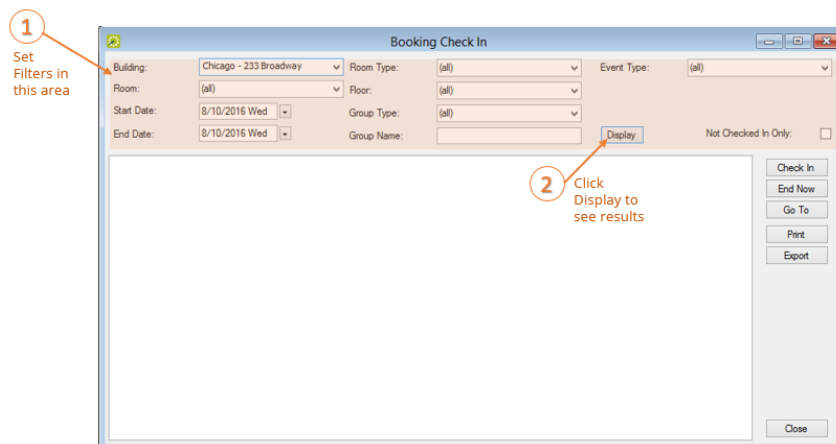 1
Set
Filters in
this area
Booking Check In
Building: Chicago - 233 Broadway Room Type: (all) Event Type: (all)
Room: (all) Floor: (all)
Start Date: 8/10/2016 Wed Group Type: (all)
End Date: 8/10/2016 Wed Group Name: Display Not Checked In Only:
2
Click
Display to
see results
Check In
End Now
Go To
Print
Export
Close